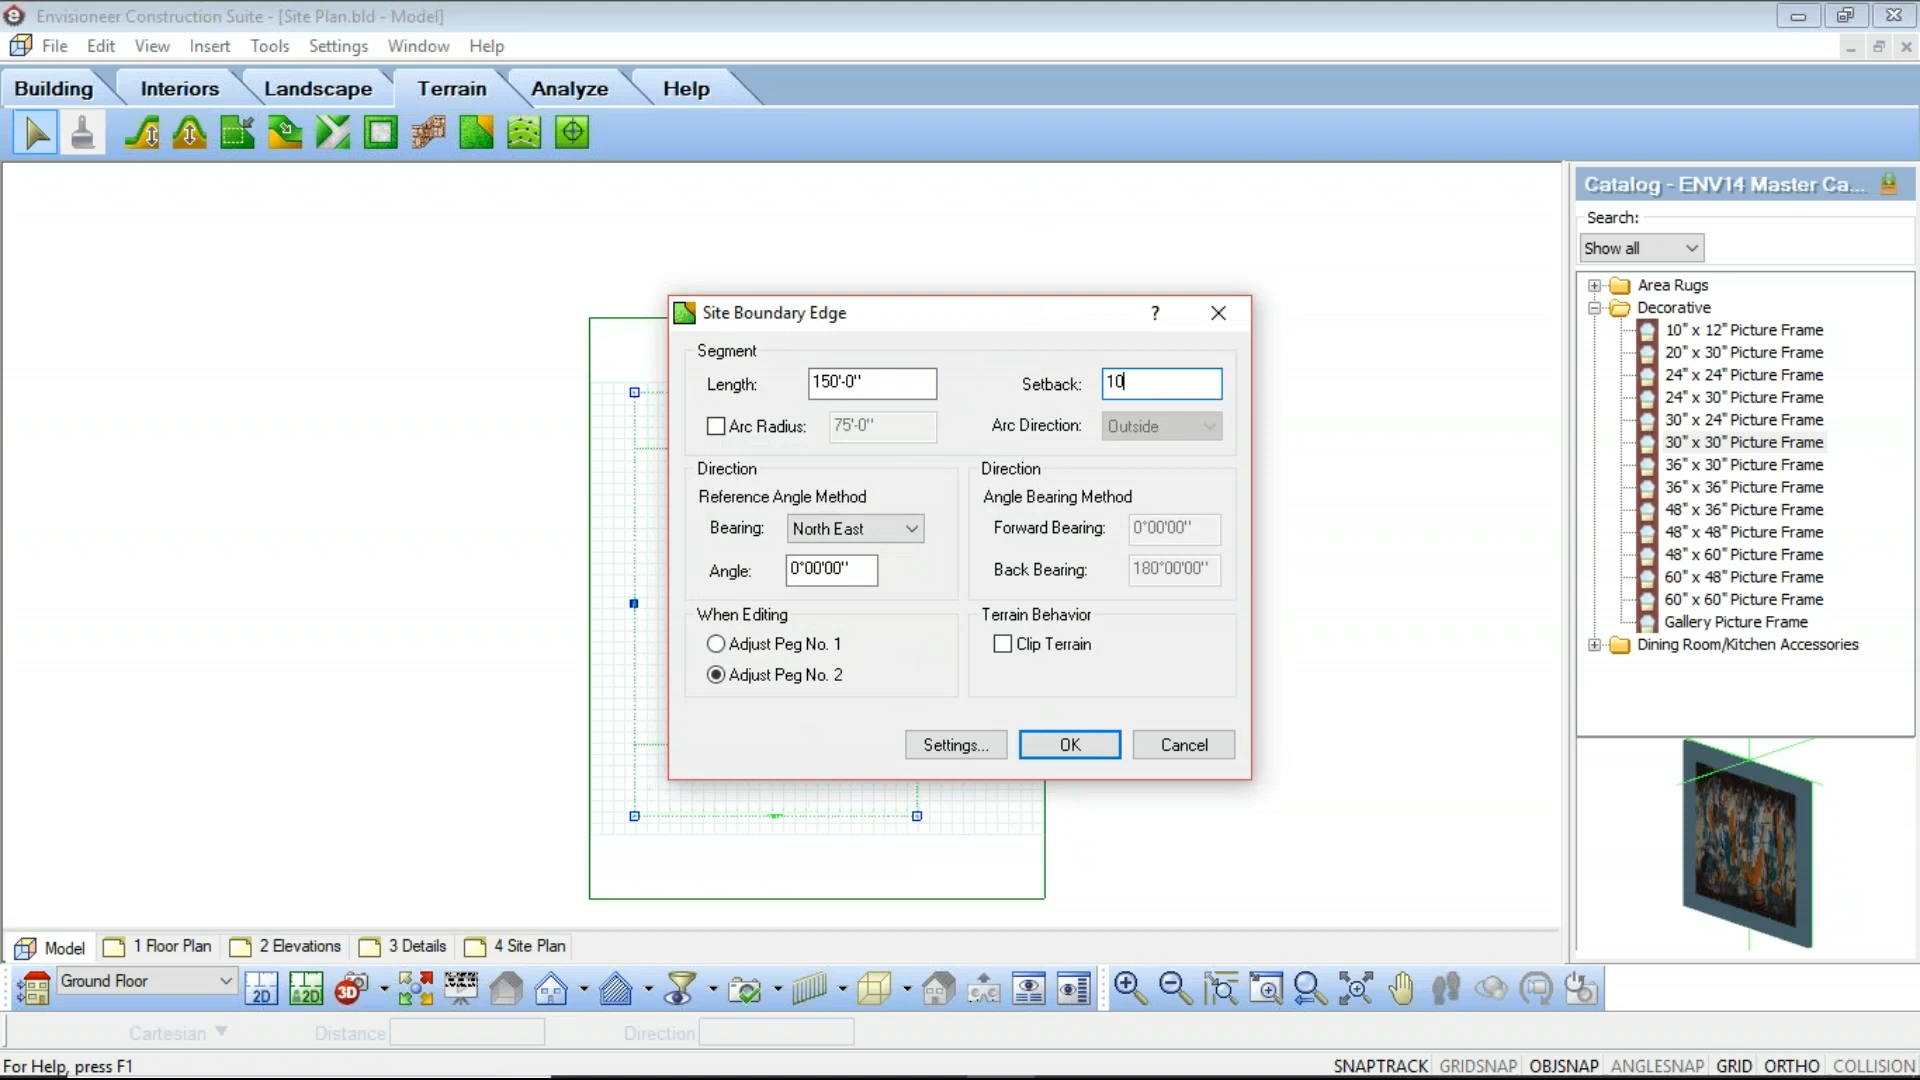 Envisioneer Construction Suite - [Site Plan.bld - Model]
File Edit View Insert Tools Settings Window Help
Building Interiors Landscape Terrain Analyze Help
Catalog - ENV14 Master Ca...
Search:
Show all
Area Rugs
Decorative
10" x 12" Picture Frame
20" x 30" Picture Frame
24" x 24" Picture Frame
24" x 30" Picture Frame
30" x 24" Picture Frame
30" x 30" Picture Frame
36" x 30" Picture Frame
36" x 36" Picture Frame
48" x 36" Picture Frame
48" x 48" Picture Frame
48" x 60" Picture Frame
60" x 48" Picture Frame
60" x 60" Picture Frame
Gallery Picture Frame
Dining Room/Kitchen Accessories
Site Boundary Edge ?
Segment
Length: 150'-0" Setback: 10
Arc Radius: 75'-0" Arc Direction: Outside
Direction Direction
Reference Angle Method Angle Bearing Method
Bearing: North East Forward Bearing: 0°00'00"
Angle: 0°00'00" Back Bearing: 180°00'00"
When Editing Terrain Behavior
Adjust Peg No. 1 Clip Terrain
Adjust Peg No. 2
Settings... OK Cancel
Model 1 Floor Plan 2 Elevations 3 Details 4 Site Plan
Ground Floor 2D 2D 3D
Cartesian Distance Direction
For Help, press F1 SNAPTRACK GRIDSNAP OBJSNAP ANGLESNAP GRID ORTHO COLLISION